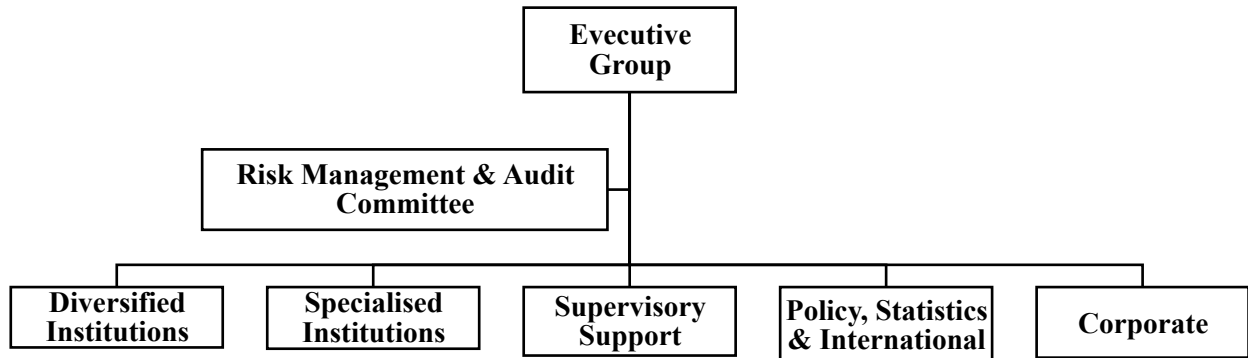 Evecutive
Group
Risk Management & Audit
Committee
Diversified
Institutions
Specialised
Institutions
Supervisory
Support
Policy, Statistics
& International
Corporate